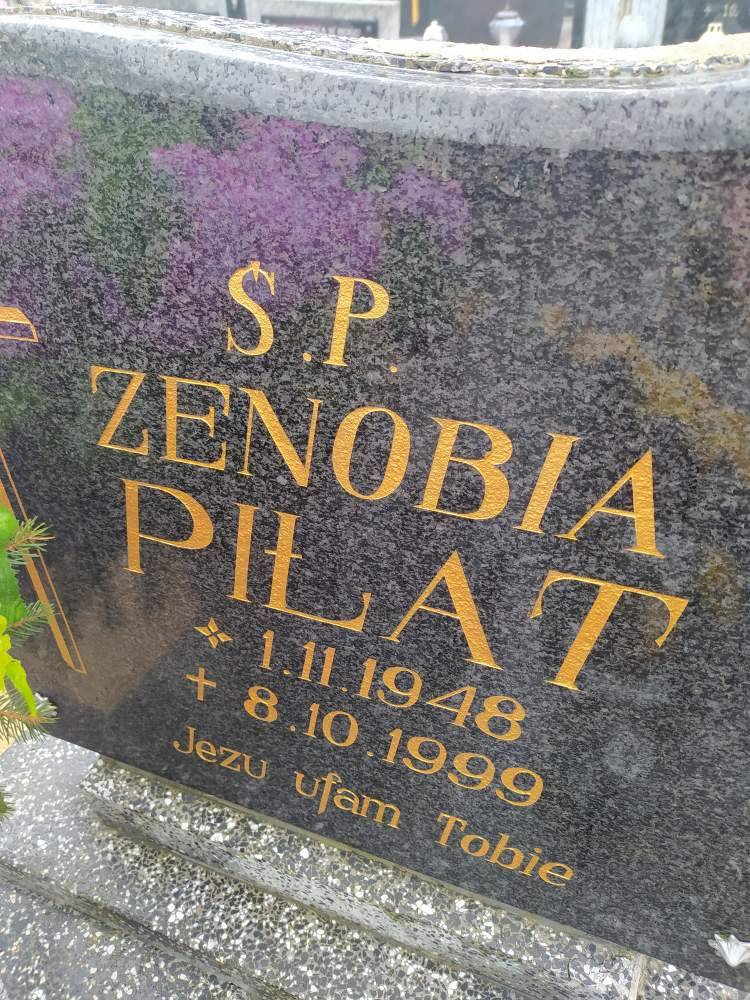 Ś.P.
ZENOBIA
PIŁAT
1.11.1948
+ 8.10.1999
Jezu ufam Tobie